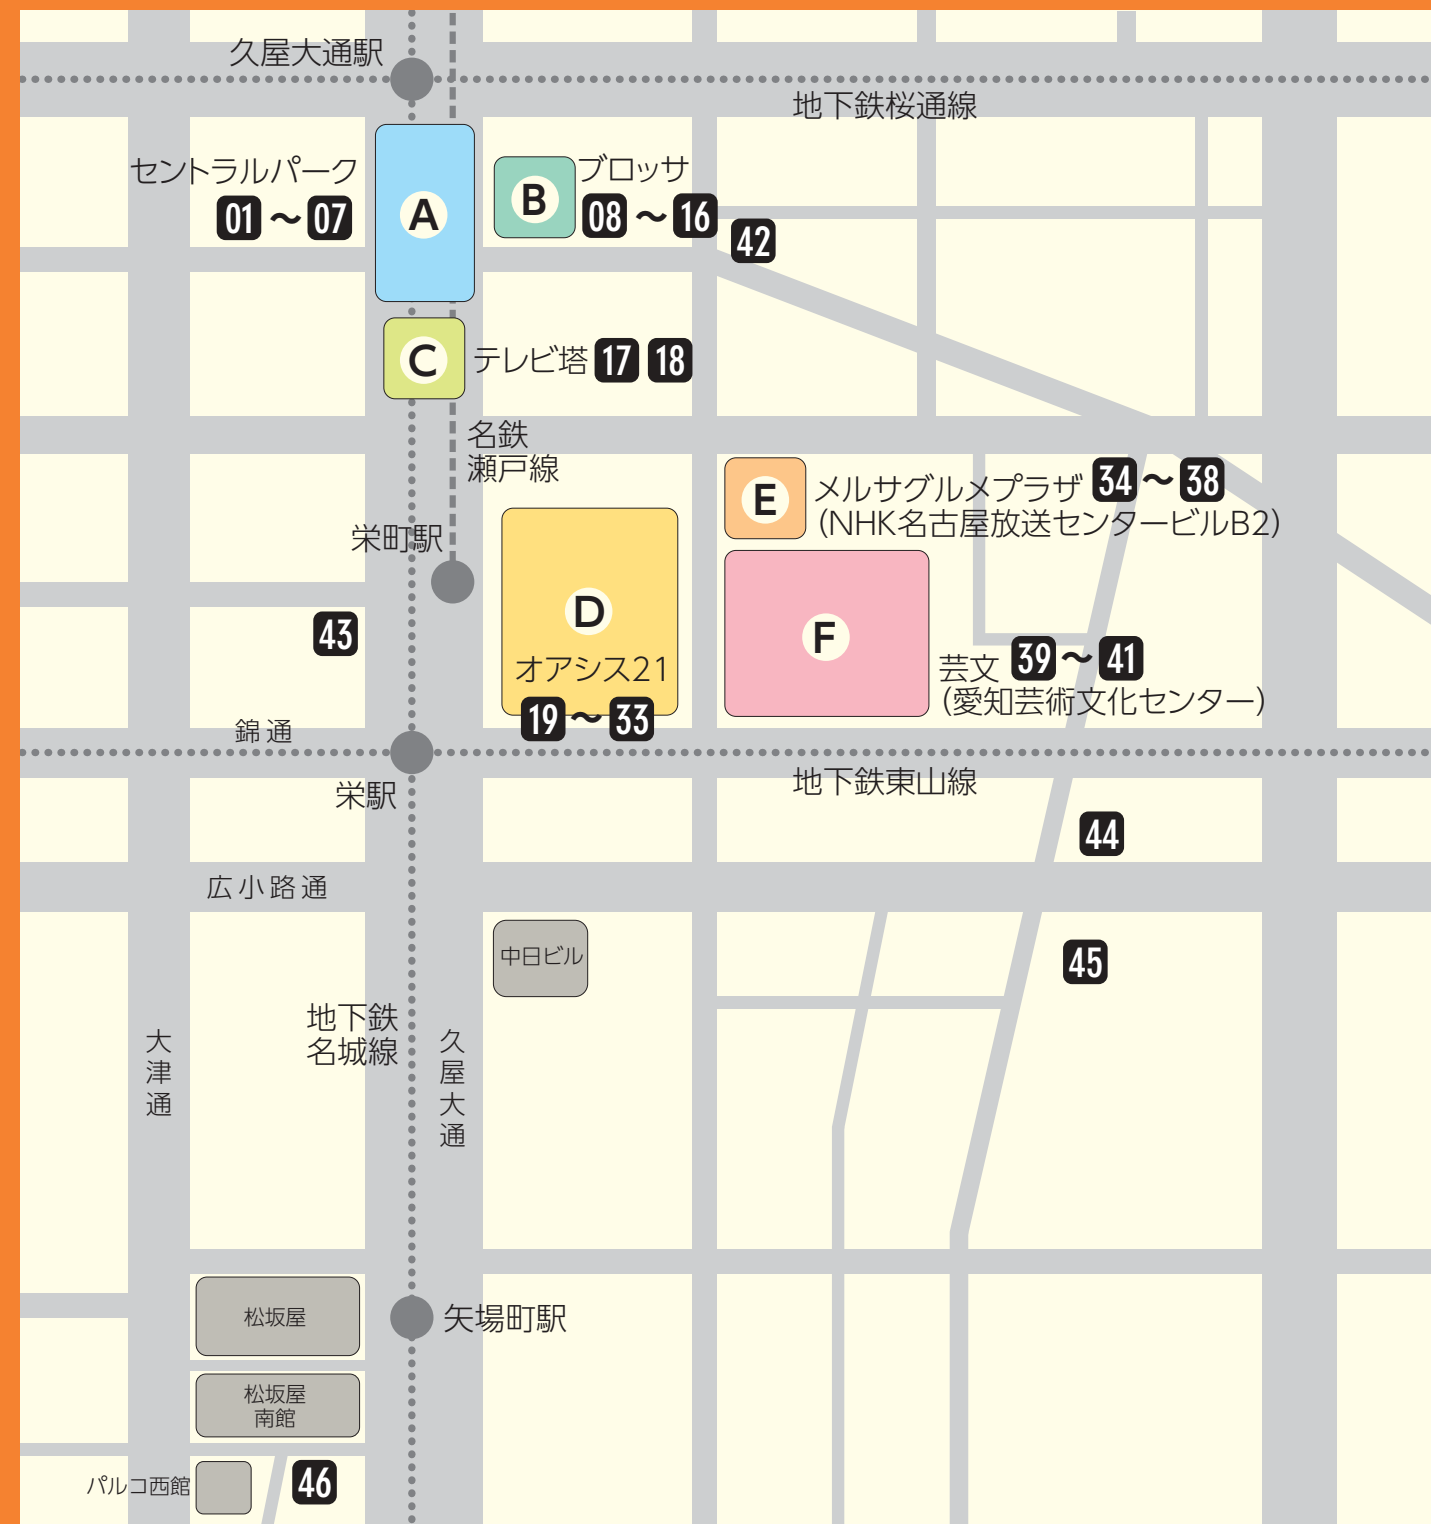 久屋大通駅
地下鉄桜通線
セントラルパーク
01～07
A
B
ブロッサ
08～16
42
C
テレビ塔 17 18
名鉄
瀬戸線
栄町駅
E
メルサグルメプラザ 34～38
(NHK名古屋放送センタービルB2)
D
オアシス21
19～33
F
芸文 39～41
(愛知芸術文化センター)
43
錦通
栄駅
地下鉄東山線
44
広小路通
中日ビル
45
地下鉄
名城線
大津通
久屋大通
松坂屋
矢場町駅
松坂屋
南館
パルコ西館
46